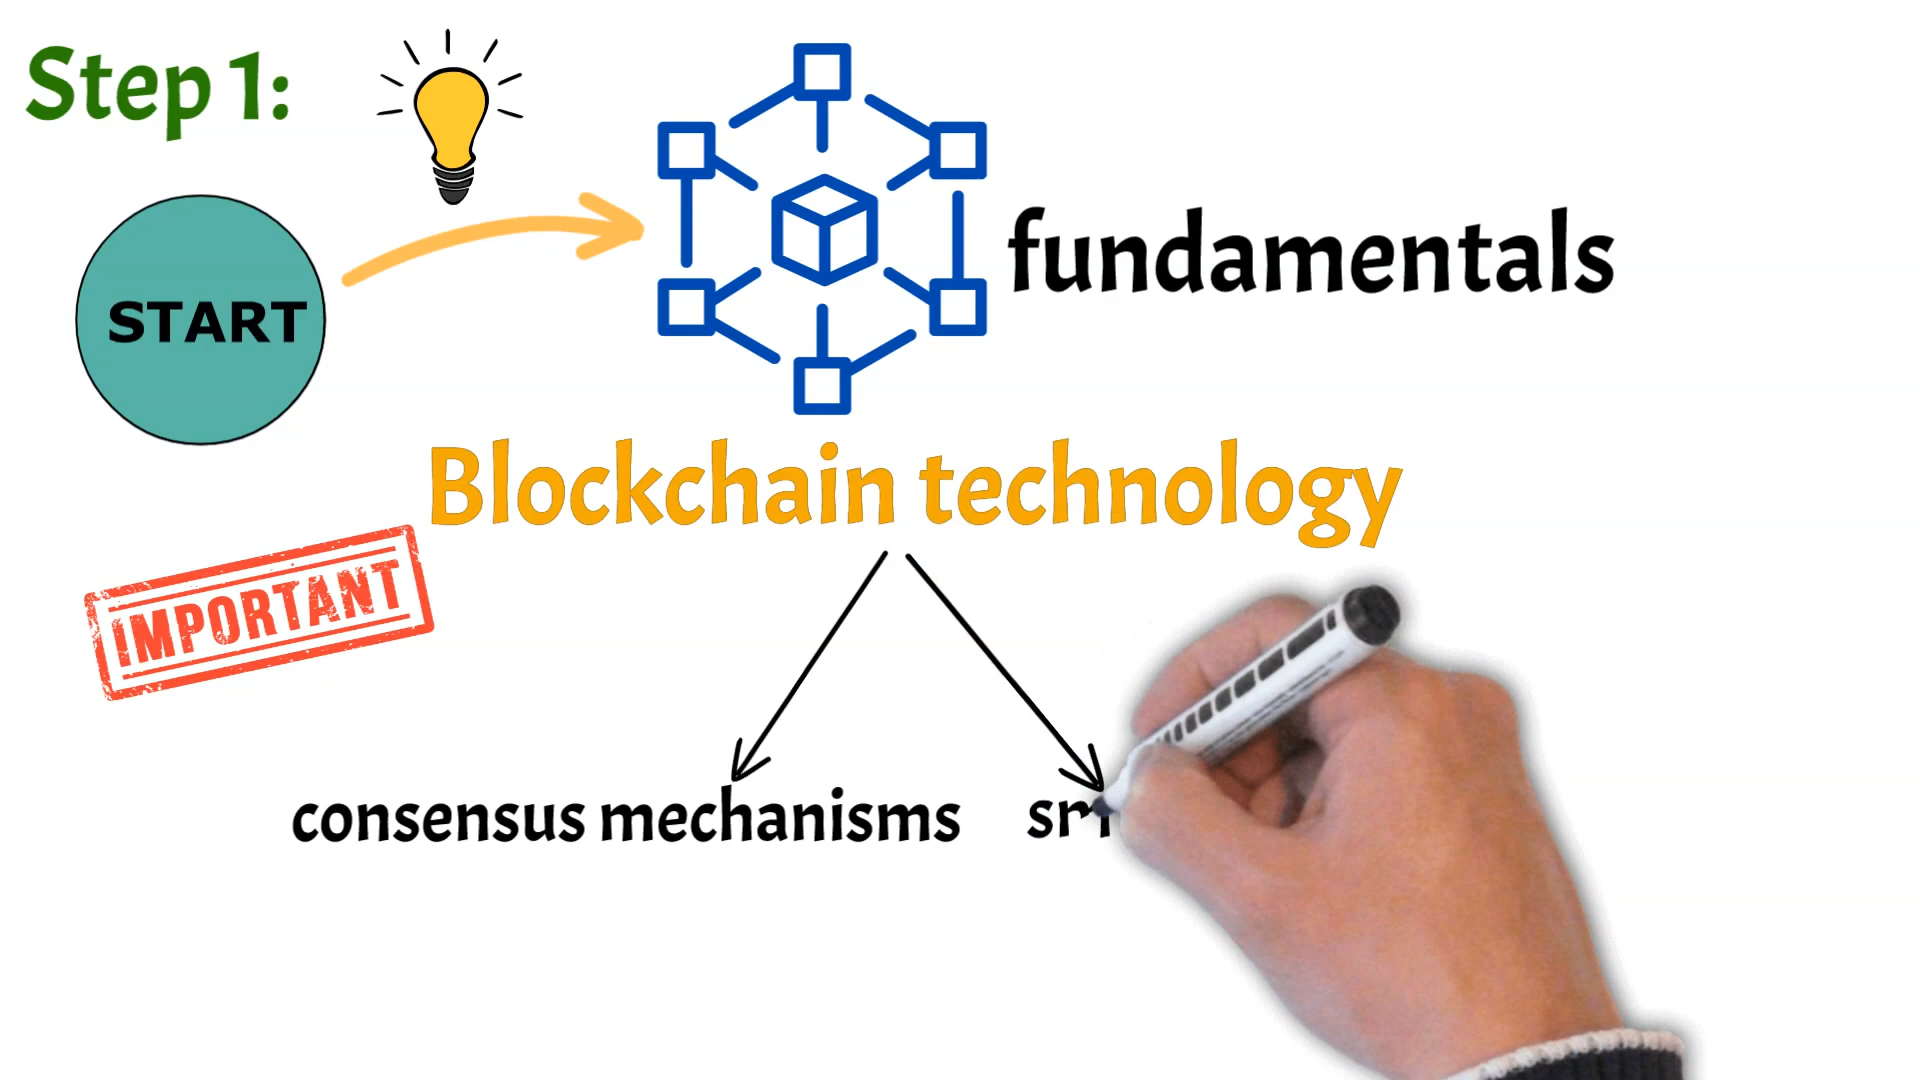 Step 1:
START
fundamentals
Blockchain technology
IMPORTANT
consensus mechanisms